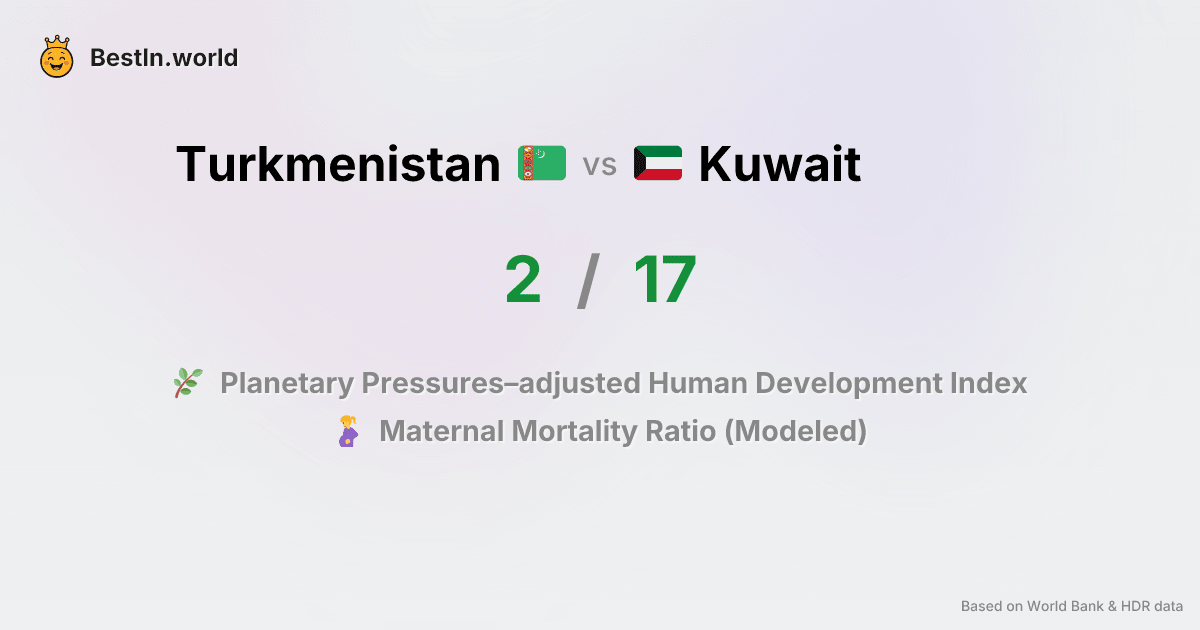 BestIn.world
Turkmenistan vs Kuwait
2 / 17
Planetary Pressures–adjusted Human Development Index
Maternal Mortality Ratio (Modeled)
Based on World Bank & HDR data